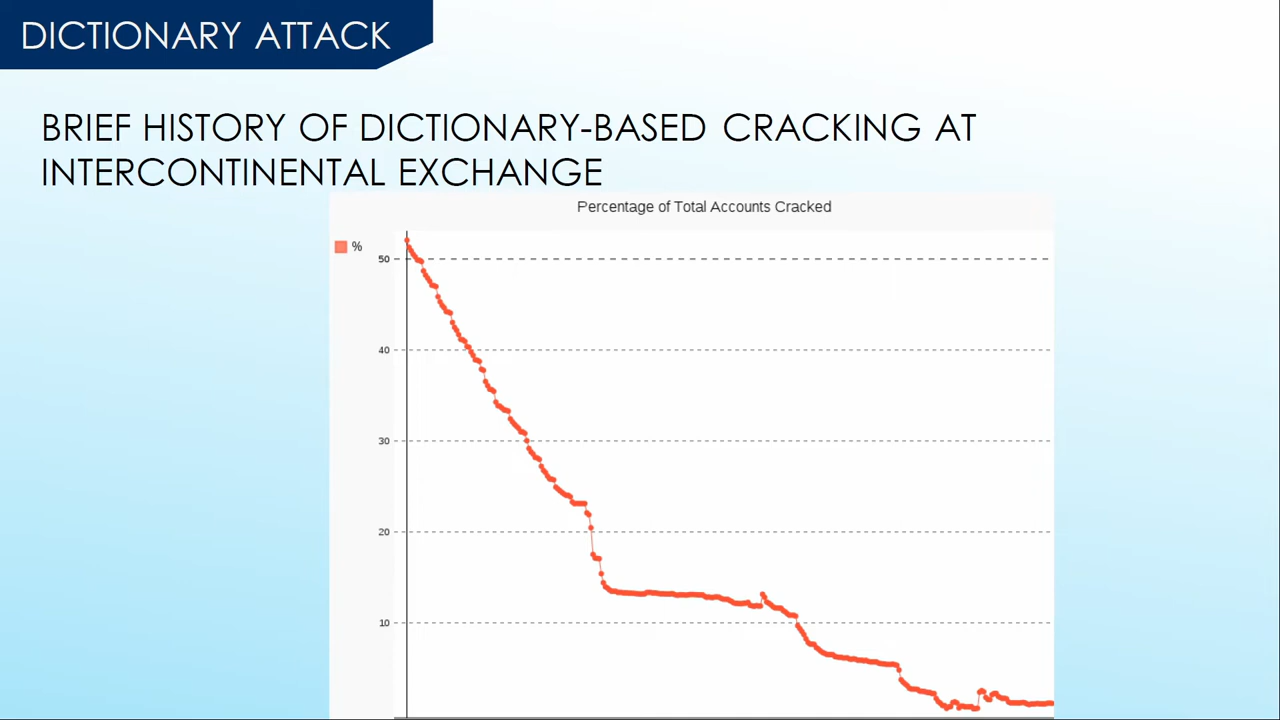 DICTIONARY ATTACK
BRIEF HISTORY OF DICTIONARY-BASED CRACKING AT
INTERCONTINENTAL EXCHANGE
Percentage of Total Accounts Cracked
%
50
40
30
20
10